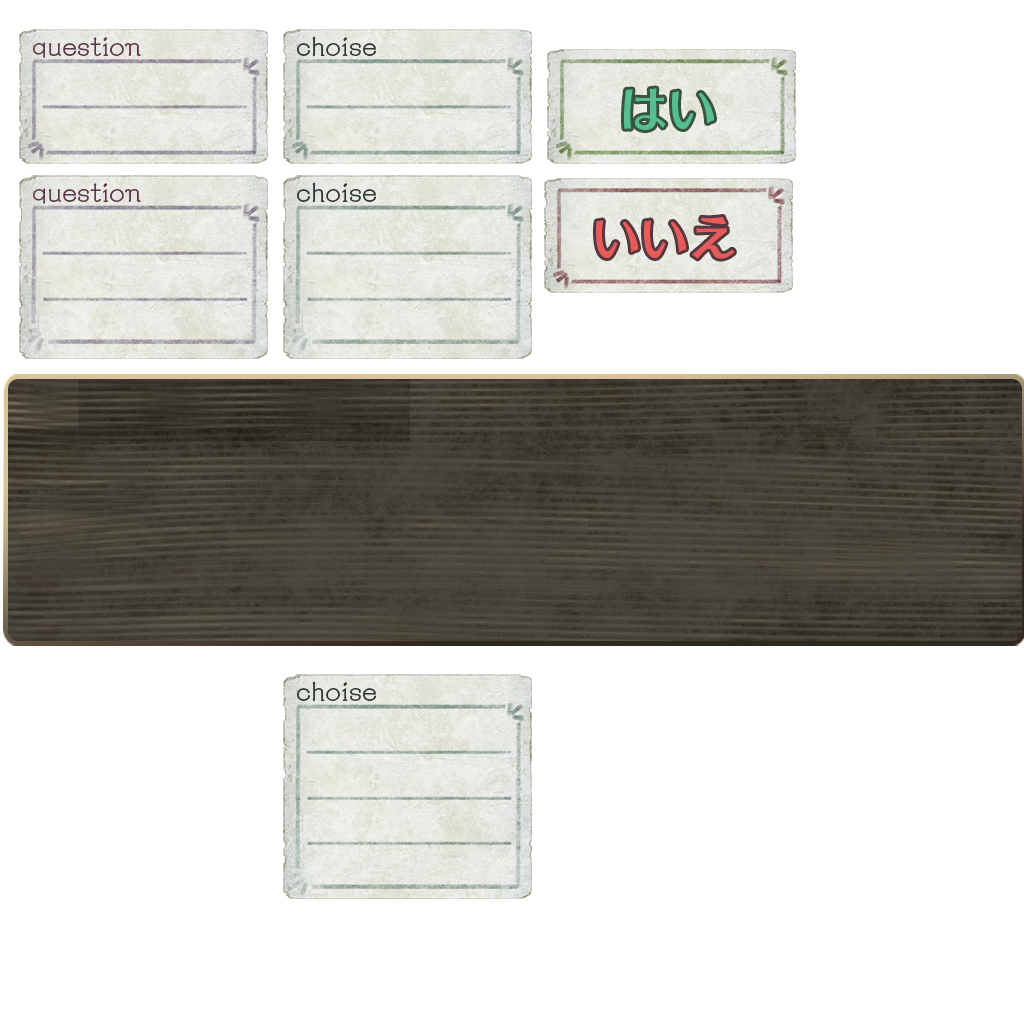 question
choise
はい
question
choise
いいえ
choise